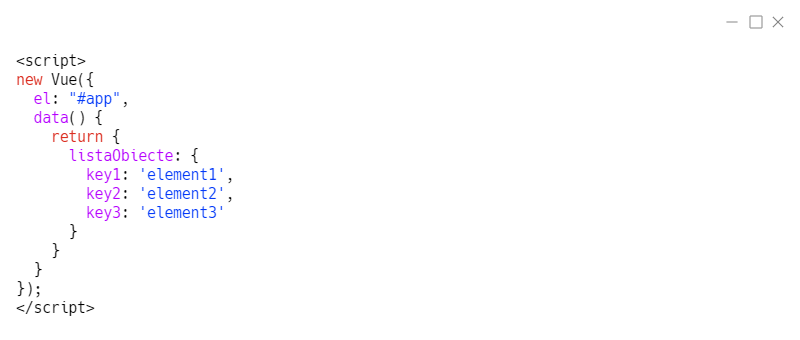 <script>
new Vue({
  el: "#app",
  data() {
    return {
      listaObiecte: {
        key1: 'element1',
        key2: 'element2',
        key3: 'element3'
      }
    }
  }
});
</script>